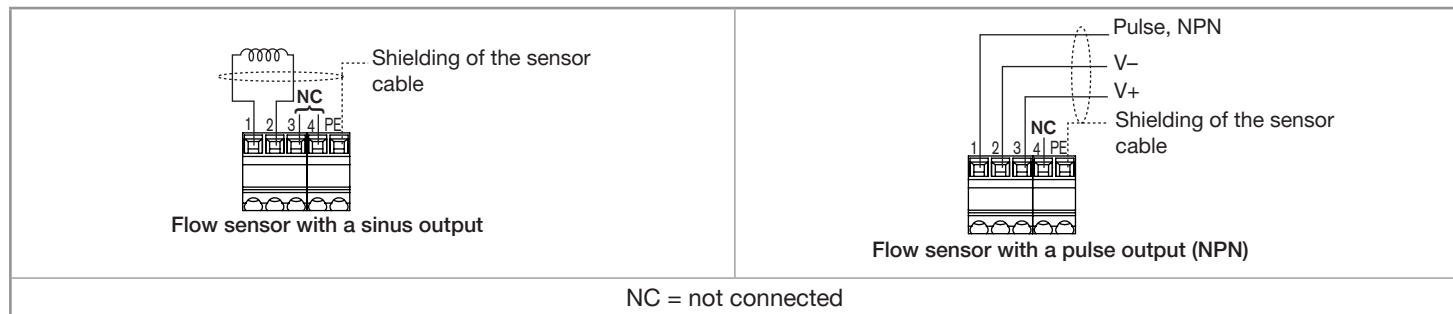 Shielding of the sensor
cable
NC
1 2 3 4 PE
Flow sensor with a sinus output
Pulse, NPN
V–
V+
Shielding of the sensor
cable
NC
1 2 3 4 PE
Flow sensor with a pulse output (NPN)
NC = not connected